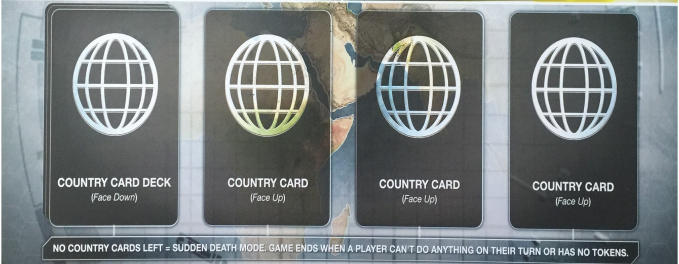 COUNTRY CARD DECK
(Face Down)
COUNTRY CARD
(Face Up)
COUNTRY CARD
(Face Up)
COUNTRY CARD
(Face Up)
NO COUNTRY CARDS LEFT = SUDDEN DEATH MODE. GAME ENDS WHEN A PLAYER CAN'T DO ANYTHING ON THEIR TURN OR HAS NO TOKENS.